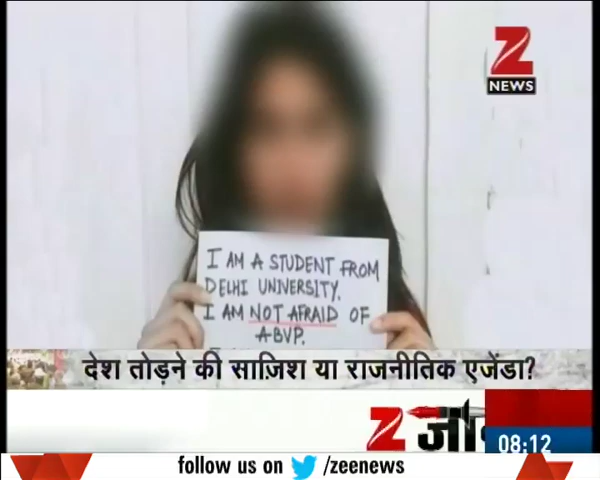 Z
NEWS
I AM A STUDENT FROM
DELHI UNIVERSITY.
I AM NOT AFRAID OF
ABVP.
देश तोड़ने की साज़िश या राजनीतिक एजेंडा?
08:12
follow us on /zeenews